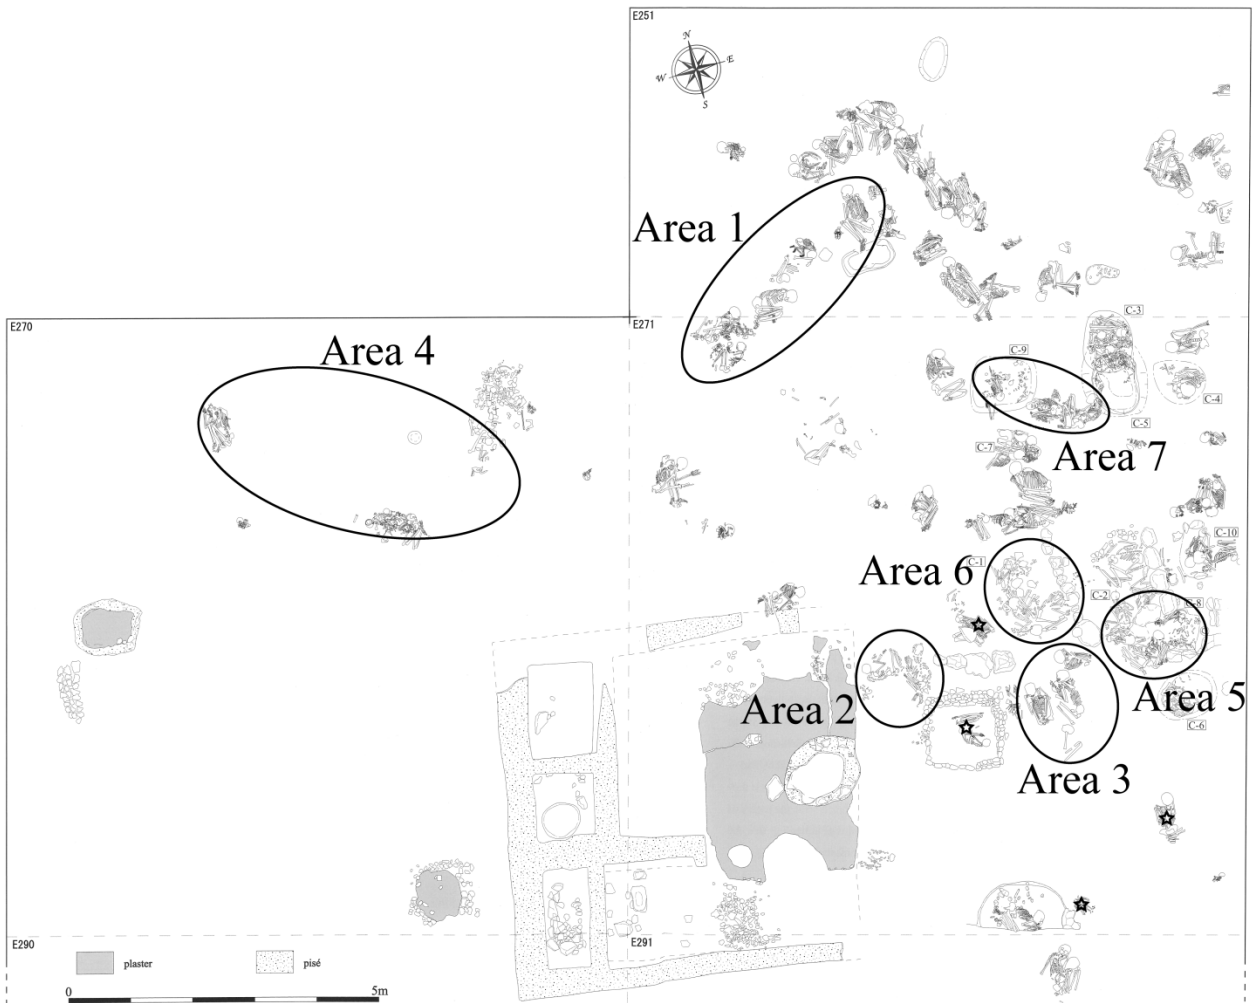 E251
N
W E
S
Area 1
E270
E271
Area 4
C-3
C-9
C-4
C-5
C-7
Area 7
C-10
C-1
Area 6
C-2
C-8
Area 2
Area 5
C-6
Area 3
E290
E291
plaster
pisé
0 5m